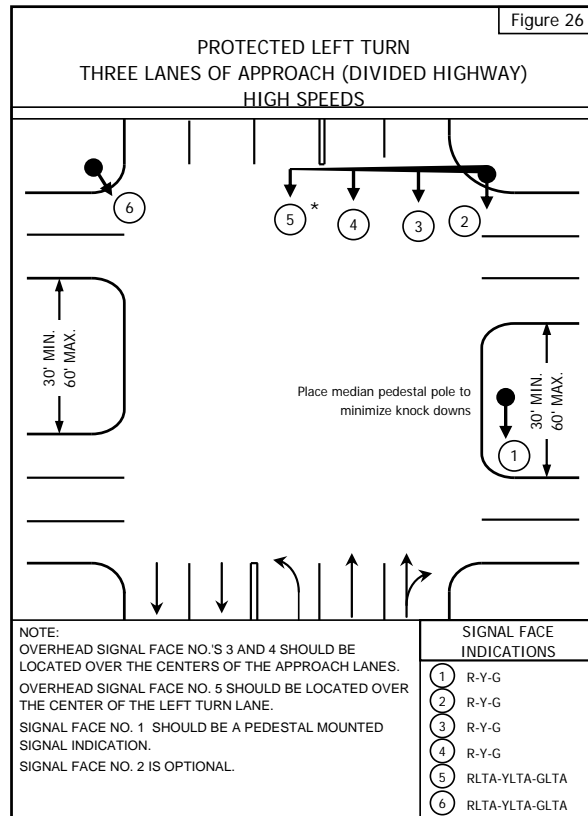 Figure 26
PROTECTED LEFT TURN
THREE LANES OF APPROACH (DIVIDED HIGHWAY)
HIGH SPEEDS
6
5 *
4
3
2
30' MIN.
60' MAX.
Place median pedestal pole to
minimize knock downs
30' MIN.
60' MAX.
1
NOTE:
OVERHEAD SIGNAL FACE NO.'S 3 AND 4 SHOULD BE
LOCATED OVER THE CENTERS OF THE APPROACH LANES.
OVERHEAD SIGNAL FACE NO. 5 SHOULD BE LOCATED OVER
THE CENTER OF THE LEFT TURN LANE.
SIGNAL FACE NO. 1 SHOULD BE A PEDESTAL MOUNTED
SIGNAL INDICATION.
SIGNAL FACE NO. 2 IS OPTIONAL.
SIGNAL FACE
INDICATIONS
1 R-Y-G
2 R-Y-G
3 R-Y-G
4 R-Y-G
5 RLTA-YLTA-GLTA
6 RLTA-YLTA-GLTA